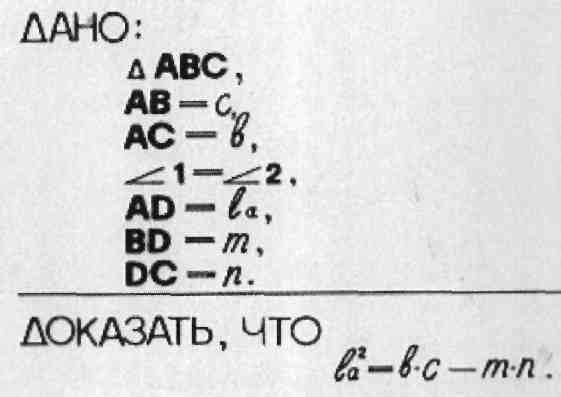 ДАНО:
Δ ABC,
AB = c,
AC = b,
∠1 = ∠2,
AD = lₐ,
BD = m,
DC = n.
ДОКАЗАТЬ, ЧТО
lₐ² = b·c − m·n.